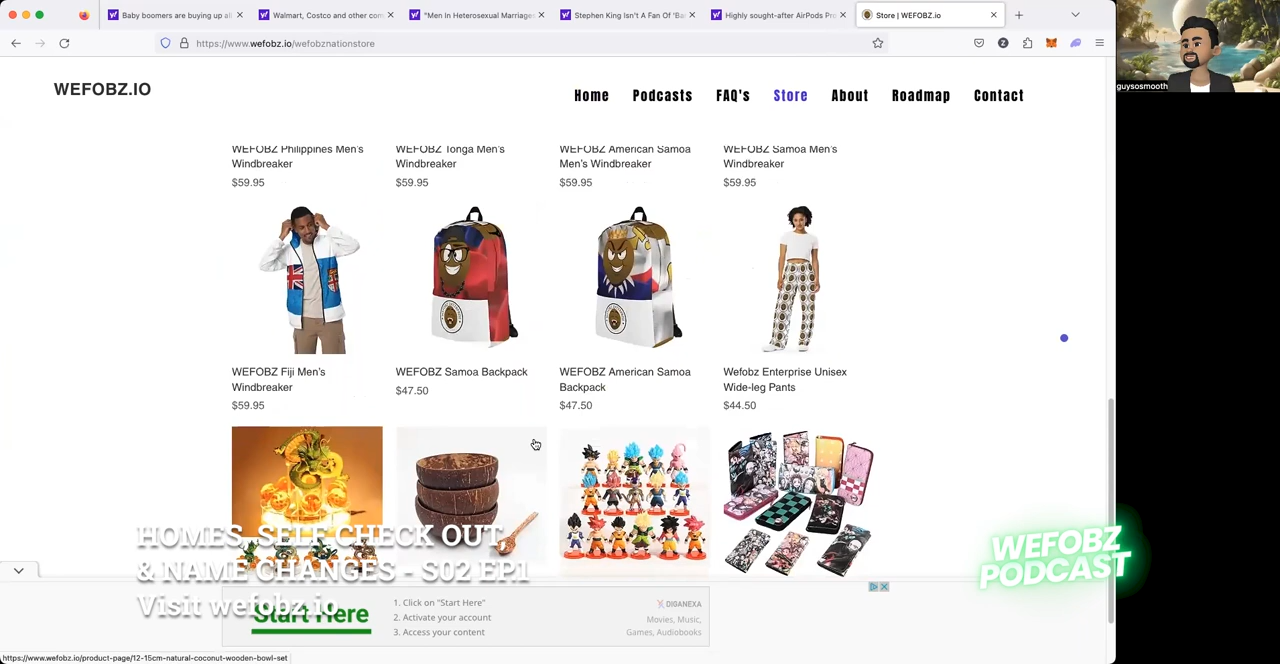 Baby boomers are buying up all
Walmart, Costco and other com
"Men In Heterosexual Marriage
Stephen King Isn't A Fan Of 'Ba
Highly sought-after AirPods Pro
Store | WEFOBZ.io
https://www.wefobz.io/wefobznationstore
guysosmooth
WEFOBZ.IO
Home Podcasts FAQ's Store About Roadmap Contact
WEFOBZ Philippines Men's
Windbreaker
$59.95
WEFOBZ Tonga Men's
Windbreaker
$59.95
WEFOBZ American Samoa
Men's Windbreaker
$59.95
WEFOBZ Samoa Men's
Windbreaker
$59.95
WEFOBZ Fiji Men's
Windbreaker
$59.95
WEFOBZ Samoa Backpack
$47.50
WEFOBZ American Samoa
Backpack
$47.50
Wefobz Enterprise Unisex
Wide-leg Pants
$44.50
HOMES, SELF CHECK OUT,
& NAME CHANGES - S02 EP1
Visit wefobz.io
WEFOBZ
PODCAST
Start Here
1. Click on "Start Here"
2. Activate your account
3. Access your content
DIGANEXA
Movies, Music,
Games, Audiobooks
https://www.wefobz.io/product-page/12-15cm-natural-coconut-wooden-bowl-set